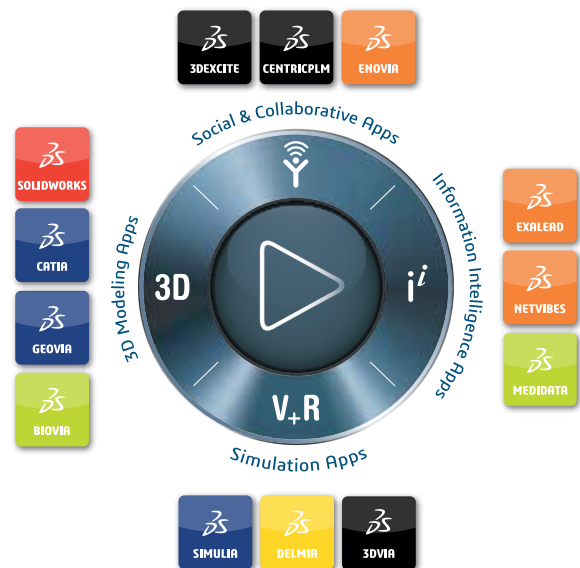 3DEXCITE
CENTRICPLM
ENOVIA
Social & Collaborative Apps
SOLIDWORKS
CATIA
GEOVIA
BIOVIA
3D Modeling Apps
3D
iⁱ
V+R
Information Intelligence Apps
EXALEAD
NETVIBES
MEDIDATA
Simulation Apps
SIMULIA
DELMIA
3DVIA